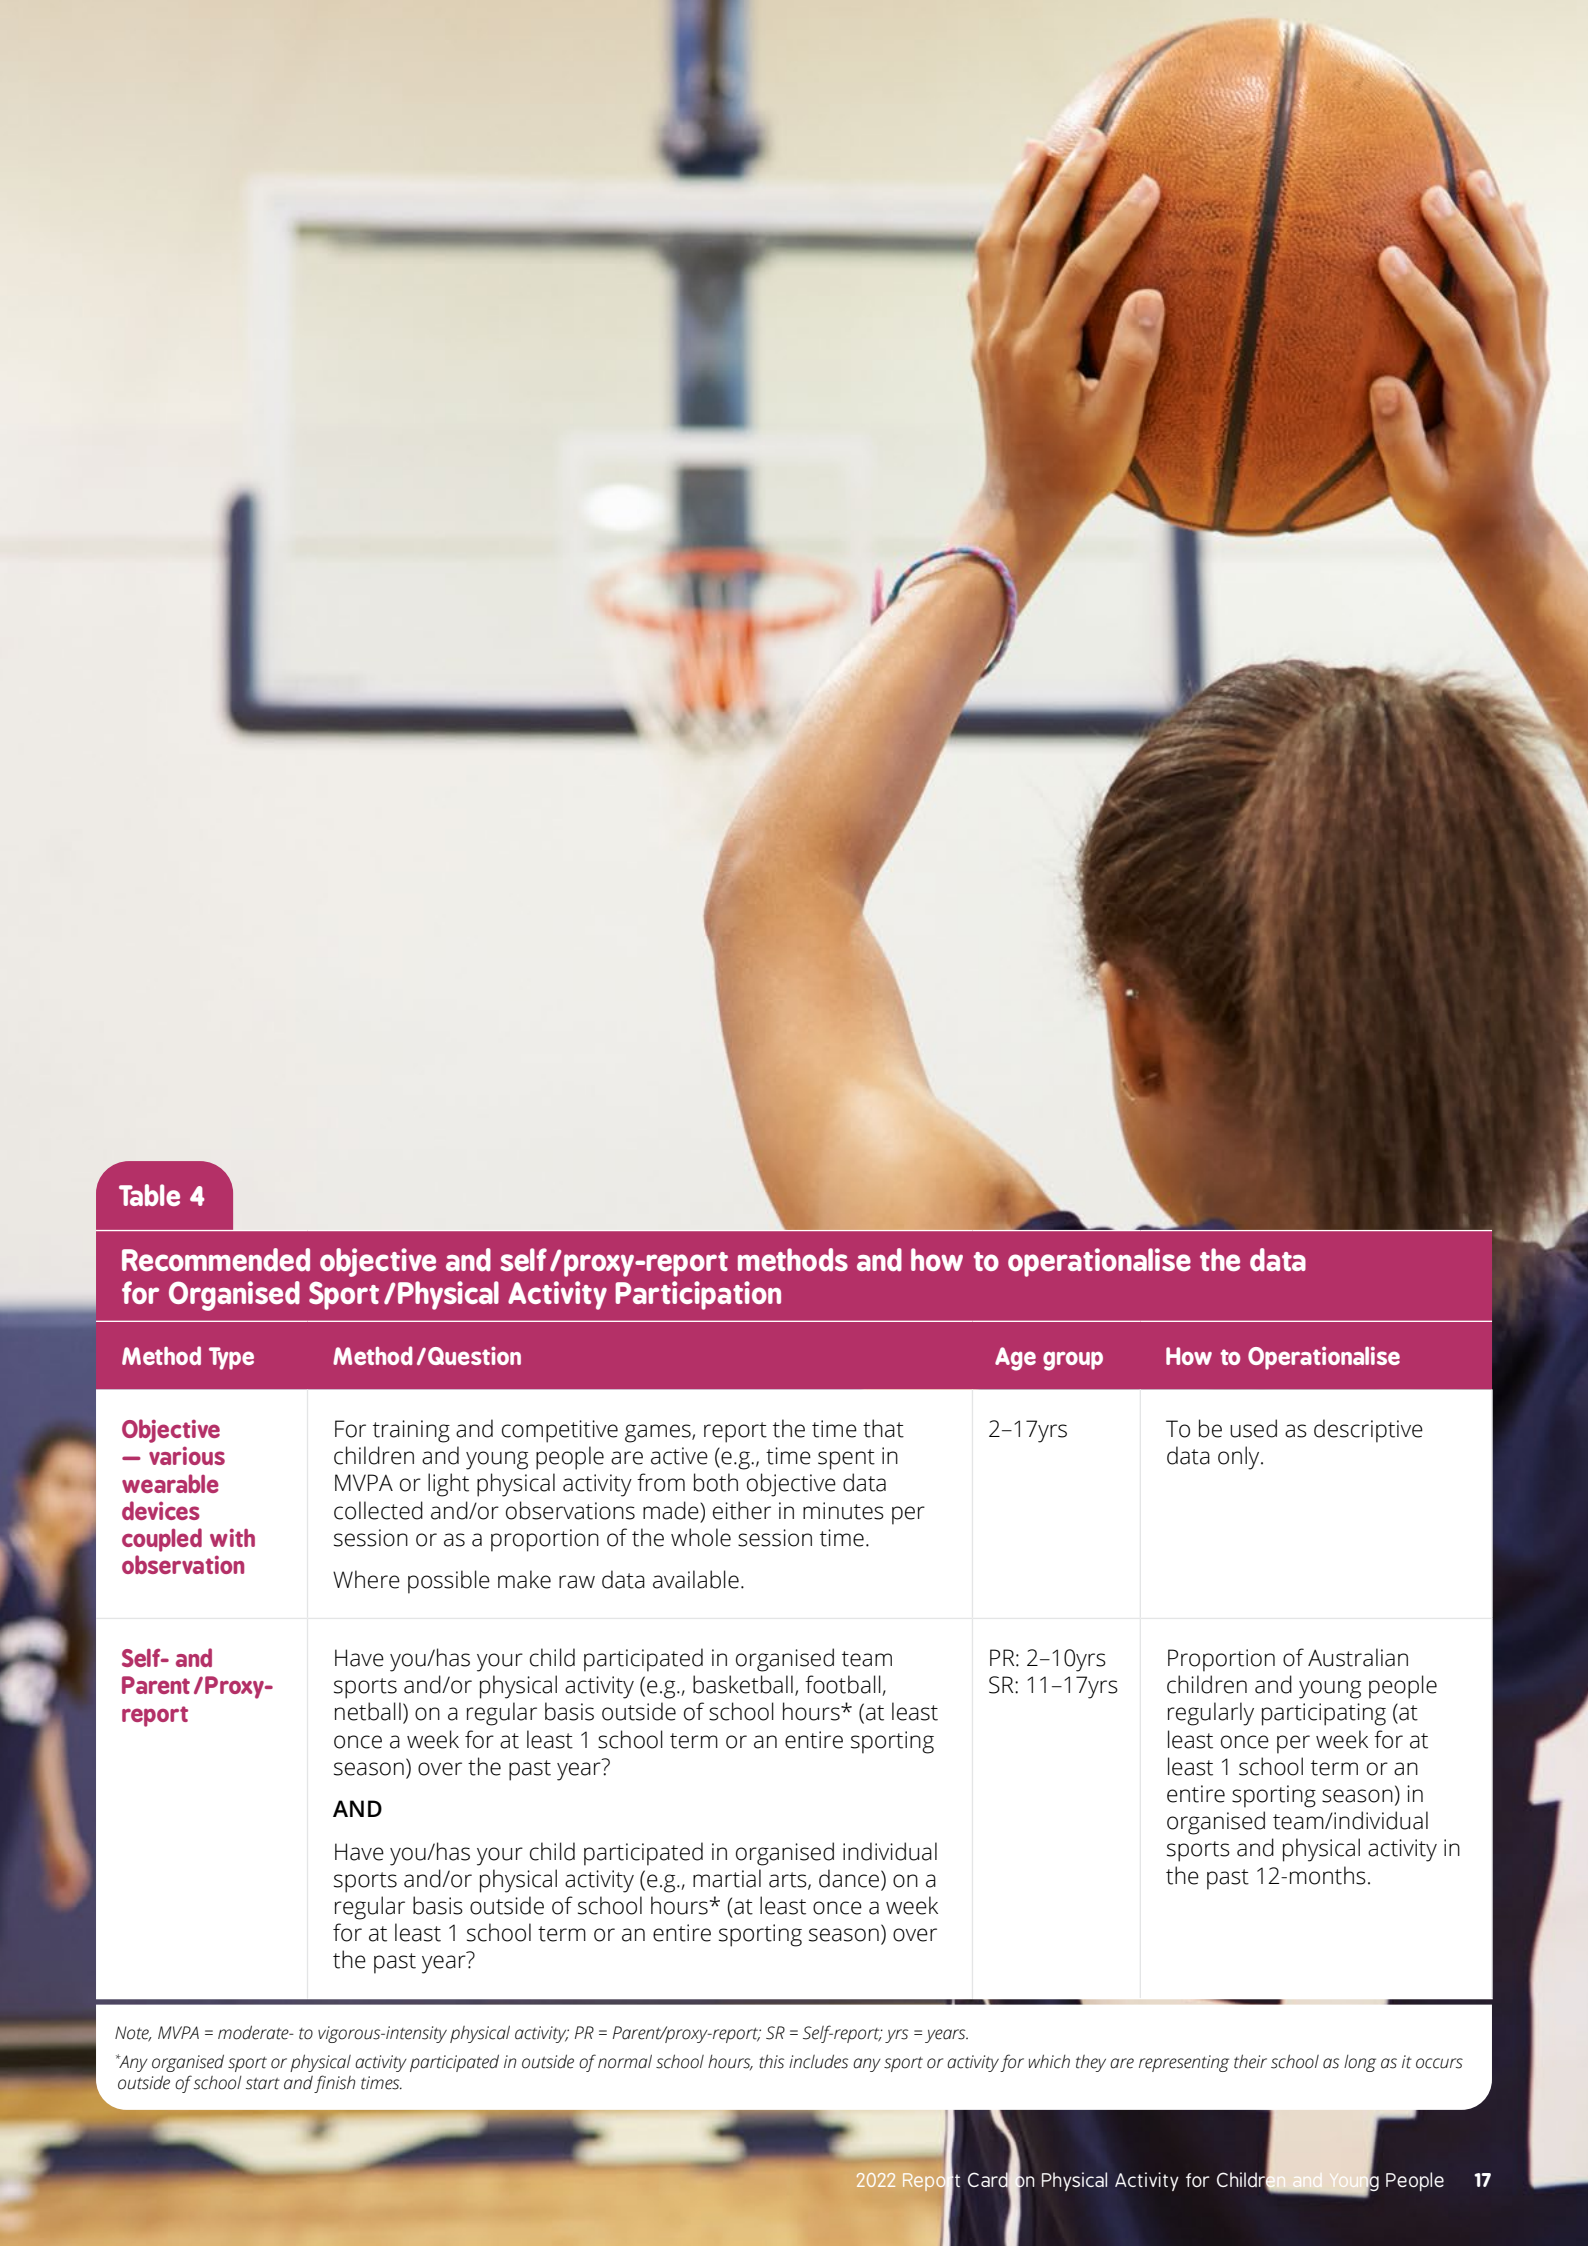 Table 4
Recommended objective and self/proxy-report methods and how to operationalise the data
for Organised Sport/Physical Activity Participation
Method Type
Method/Question
Age group
How to Operationalise
Objective
— various
wearable
devices
coupled with
observation
For training and competitive games, report the time that
children and young people are active (e.g., time spent in
MVPA or light physical activity from both objective data
collected and/or observations made) either in minutes per
session or as a proportion of the whole session time.
Where possible make raw data available.
2–17yrs
To be used as descriptive
data only.
Self- and
Parent/Proxy-
report
Have you/has your child participated in organised team
sports and/or physical activity (e.g., basketball, football,
netball) on a regular basis outside of school hours* (at least
once a week for at least 1 school term or an entire sporting
season) over the past year?
AND
Have you/has your child participated in organised individual
sports and/or physical activity (e.g., martial arts, dance) on a
regular basis outside of school hours* (at least once a week
for at least 1 school term or an entire sporting season) over
the past year?
PR: 2–10yrs
SR: 11–17yrs
Proportion of Australian
children and young people
regularly participating (at
least once per week for at
least 1 school term or an
entire sporting season) in
organised team/individual
sports and physical activity in
the past 12-months.
Note, MVPA = moderate- to vigorous-intensity physical activity; PR = Parent/proxy-report; SR = Self-report; yrs = years.
*Any organised sport or physical activity participated in outside of normal school hours, this includes any sport or activity for which they are representing their school as long as it occurs
outside of school start and finish times.
2022 Report Card on Physical Activity for Children and Young People 17